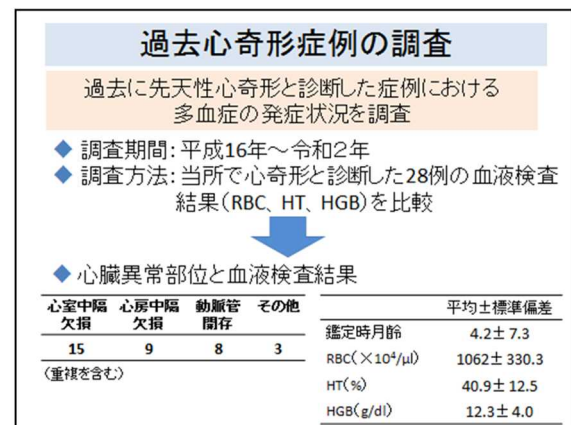 過去心奇形症例の調査
過去に先天性心奇形と診断した症例における
多血症の発症状況を調査
◆ 調査期間：平成16年～令和2年
◆ 調査方法：当所で心奇形と診断した28例の血液検査
結果（RBC、HT、HGB）を比較
◆ 心臓異常部位と血液検査結果
心室中隔欠損 心房中隔欠損 動脈管開存 その他
15 9 8 3
（重複を含む）
平均±標準偏差
鑑定時月齢 4.2±7.3
RBC(×10⁴/μl) 1062±330.3
HT(%) 40.9±12.5
HGB(g/dl) 12.3±4.0